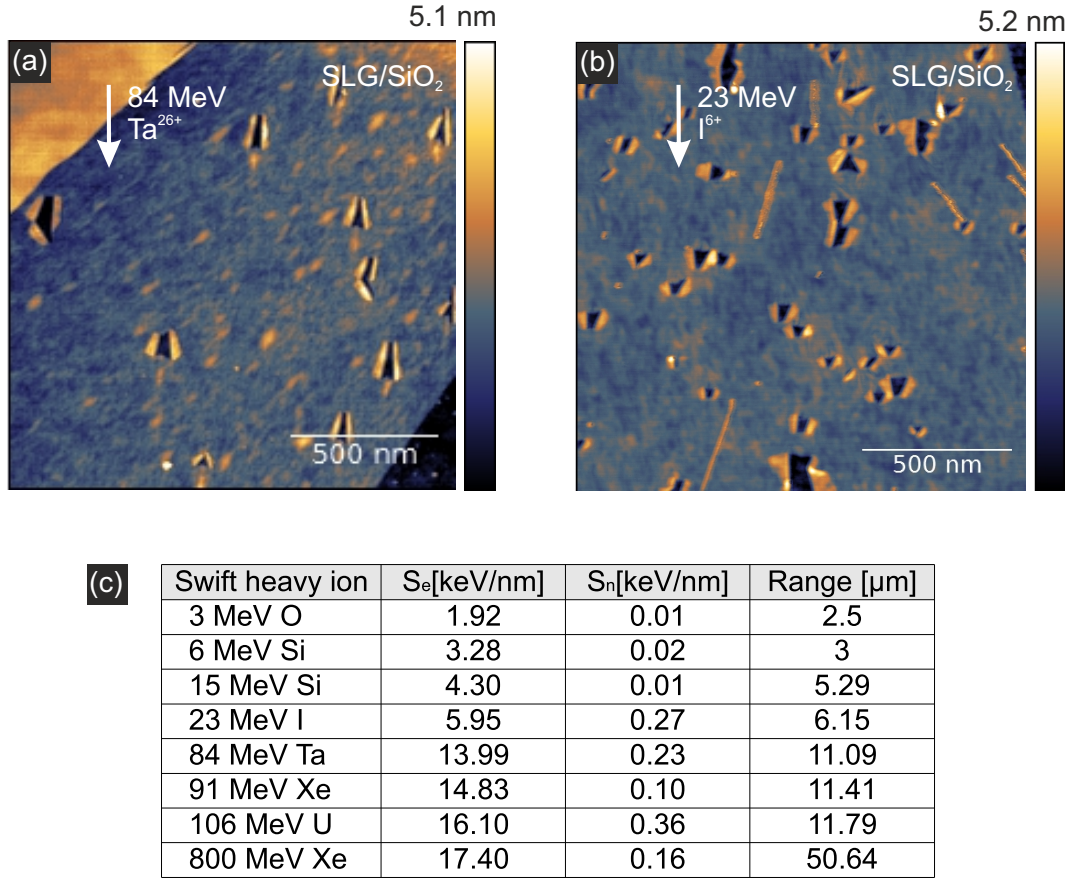 5.1 nm
5.2 nm
(a)
SLG/SiO₂
84 MeV
Ta²⁶⁺
500 nm
(b)
SLG/SiO₂
23 MeV
I⁶⁺
500 nm
(c)
Swift heavy ion Sₑ[keV/nm] Sₙ[keV/nm] Range [µm]
3 MeV O 1.92 0.01 2.5
6 MeV Si 3.28 0.02 3
15 MeV Si 4.30 0.01 5.29
23 MeV I 5.95 0.27 6.15
84 MeV Ta 13.99 0.23 11.09
91 MeV Xe 14.83 0.10 11.41
106 MeV U 16.10 0.36 11.79
800 MeV Xe 17.40 0.16 50.64